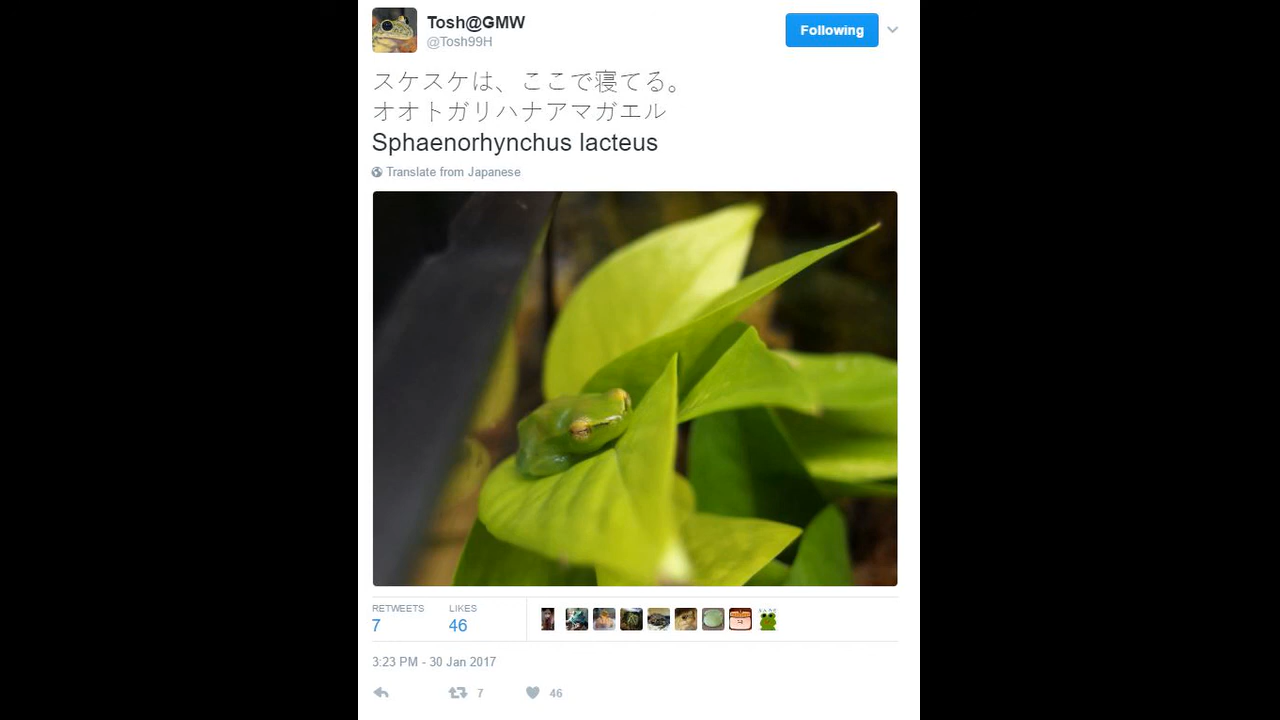 Tosh@GMW
@Tosh99H
Following
スケスケは、ここで寝てる。
オオトガリハナアマガエル
Sphaenorhynchus lacteus
Translate from Japanese
RETWEETS LIKES
7 46
3:23 PM - 30 Jan 2017
7 46